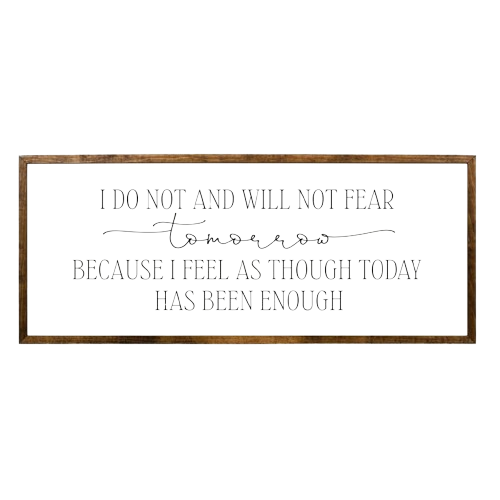 I DO NOT AND WILL NOT FEAR
tomorrow
BECAUSE I FEEL AS THOUGH TODAY
HAS BEEN ENOUGH